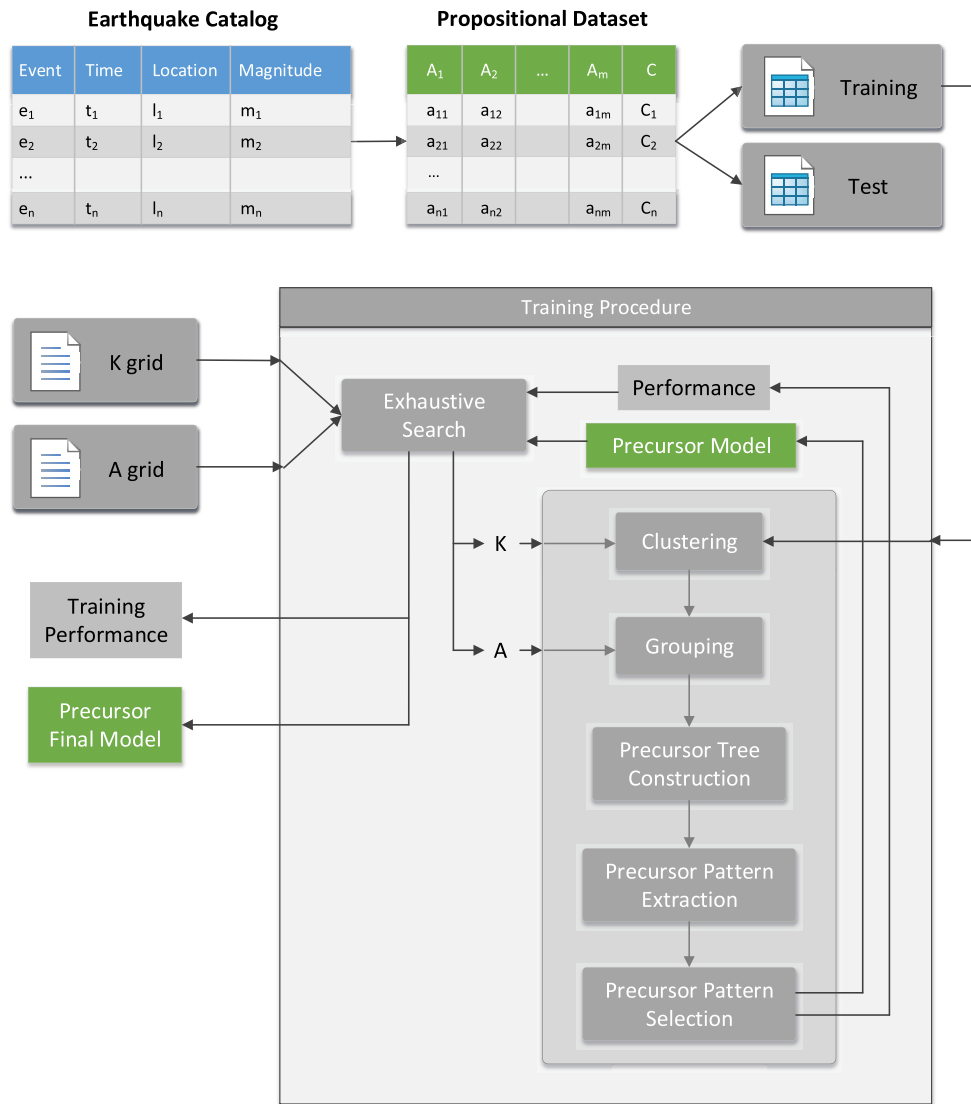 Earthquake Catalog
Propositional Dataset
Event Time Location Magnitude
e1 t1 l1 m1
e2 t2 l2 m2
...
en tn ln mn
A1 A2 ... Am C
a11 a12 a1m C1
a21 a22 a2m C2
...
an1 an2 anm Cn
Training
Test
Training Procedure
K grid
A grid
Exhaustive
Search
Performance
Precursor Model
K
Clustering
A
Grouping
Training
Performance
Precursor
Final Model
Precursor Tree
Construction
Precursor Pattern
Extraction
Precursor Pattern
Selection